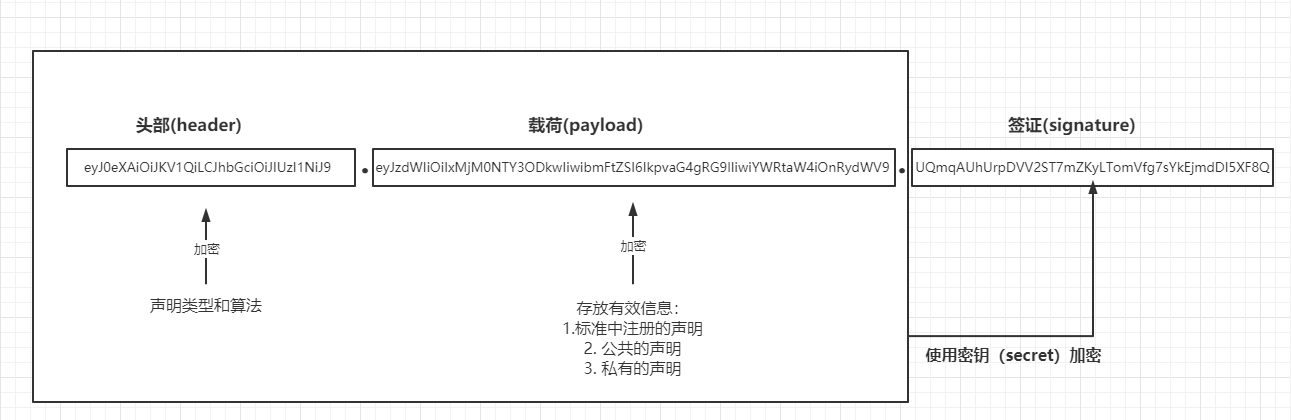 头部(header)
载荷(payload)
签证(signature)
eyJ0eXAiOiJKV1QiLCJhbGciOiJIUzI1NiJ9
.
eyJzdWIiOiIxMjM0NTY3ODkwIiwibmFtZSI6IkpvaG4gRG9lIiwiYWRtaW4iOnRydWV9
.
UQmqAUhUrpDVV2ST7mZKyLTomVfg7sYkEjmdDI5XF8Q
加密
加密
声明类型和算法
存放有效信息：
1.标准中注册的声明
2. 公共的声明
3. 私有的声明
使用密钥（secret）加密